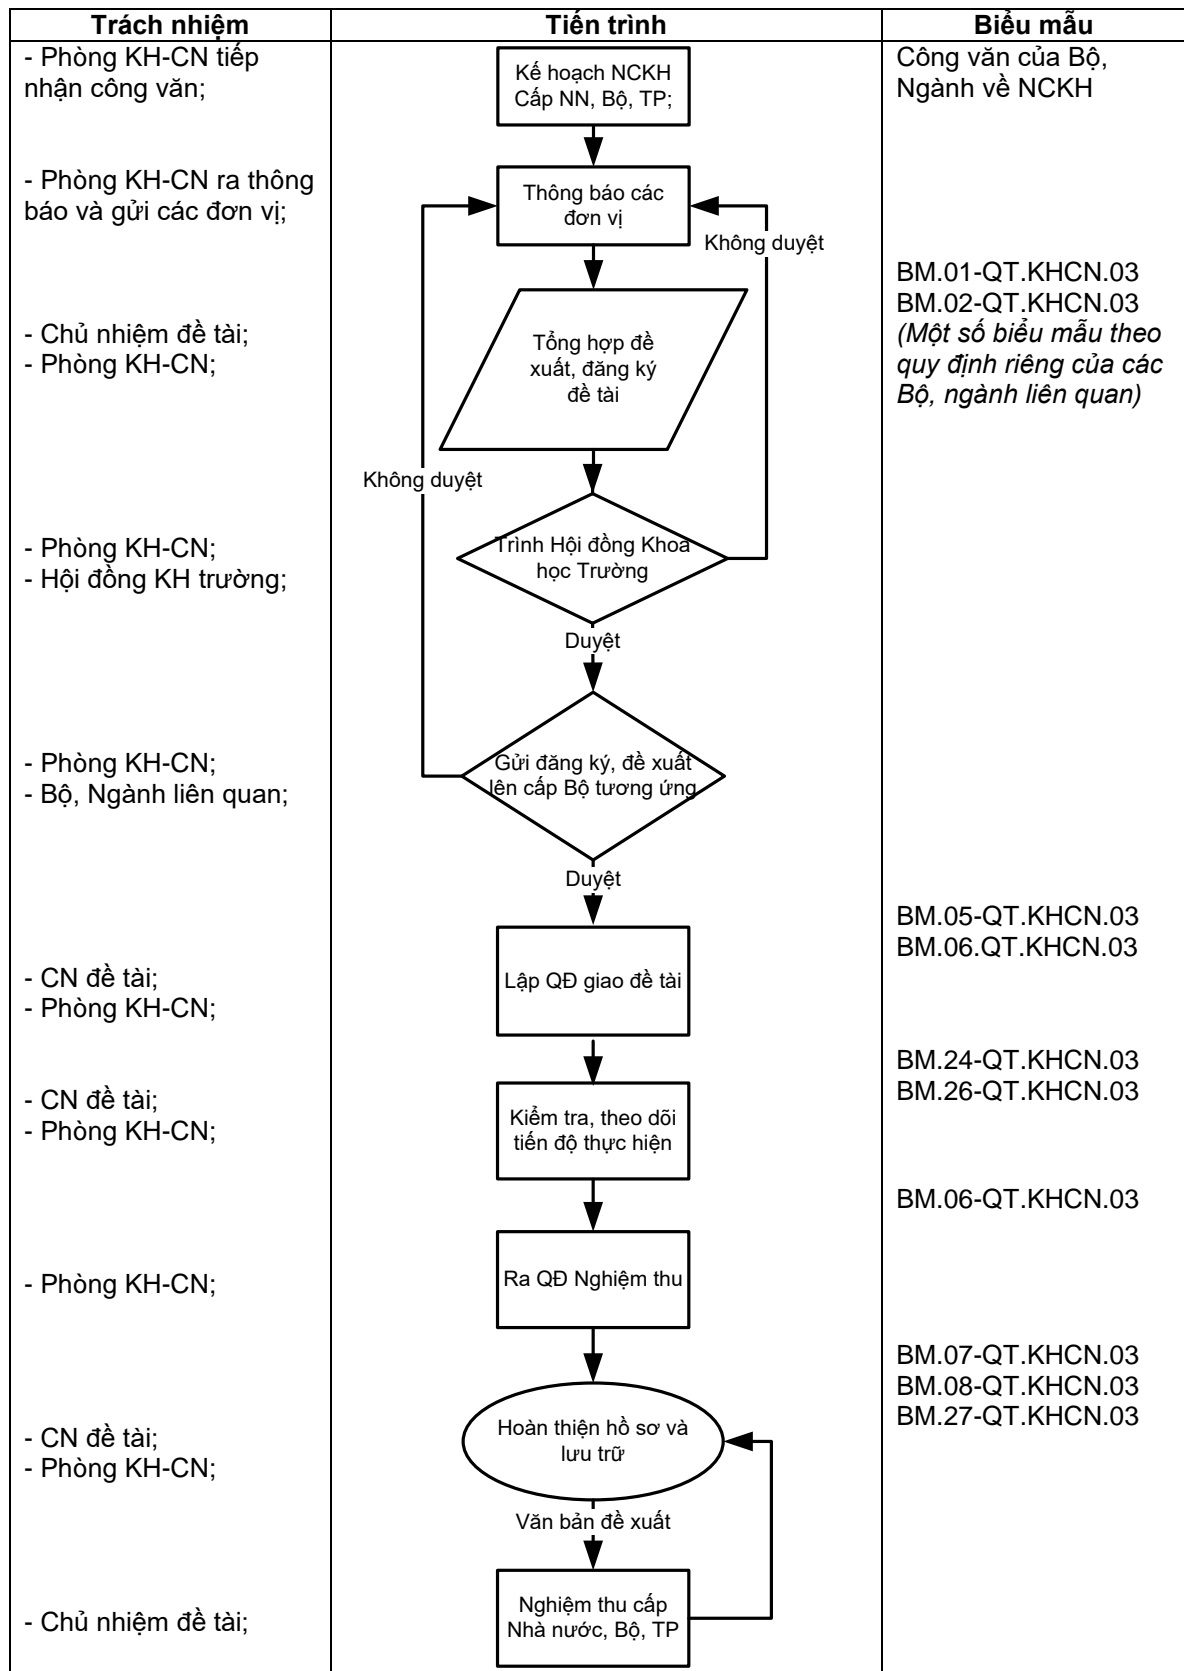 Trách nhiệm
Tiến trình
Biểu mẫu
- Phòng KH-CN tiếp
nhận công văn;
Kế hoạch NCKH
Cấp NN, Bộ, TP;
Công văn của Bộ,
Ngành về NCKH
- Phòng KH-CN ra thông
báo và gửi các đơn vị;
Thông báo các
đơn vị
Không duyệt
- Chủ nhiệm đề tài;
- Phòng KH-CN;
Tổng hợp đề
xuất, đăng ký
đề tài
BM.01-QT.KHCN.03
BM.02-QT.KHCN.03
(Một số biểu mẫu theo
quy định riêng của các
Bộ, ngành liên quan)
Không duyệt
- Phòng KH-CN;
- Hội đồng KH trường;
Trình Hội đồng Khoa
học Trường
Duyệt
- Phòng KH-CN;
- Bộ, Ngành liên quan;
Gửi đăng ký, đề xuất
lên cấp Bộ tương ứng
Duyệt
- CN đề tài;
- Phòng KH-CN;
Lập QĐ giao đề tài
BM.05-QT.KHCN.03
BM.06.QT.KHCN.03
- CN đề tài;
- Phòng KH-CN;
Kiểm tra, theo dõi
tiến độ thực hiện
BM.24-QT.KHCN.03
BM.26-QT.KHCN.03
- Phòng KH-CN;
Ra QĐ Nghiệm thu
BM.06-QT.KHCN.03
- CN đề tài;
- Phòng KH-CN;
Hoàn thiện hồ sơ và
lưu trữ
BM.07-QT.KHCN.03
BM.08-QT.KHCN.03
BM.27-QT.KHCN.03
Văn bản đề xuất
- Chủ nhiệm đề tài;
Nghiệm thu cấp
Nhà nước, Bộ, TP